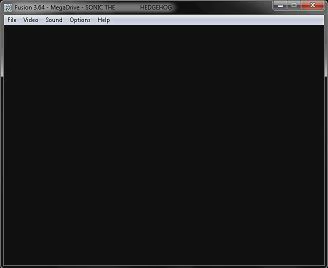 Fusion 3.64 - MegaDrive - SONIC THE HEDGEHOG
File Video Sound Options Help